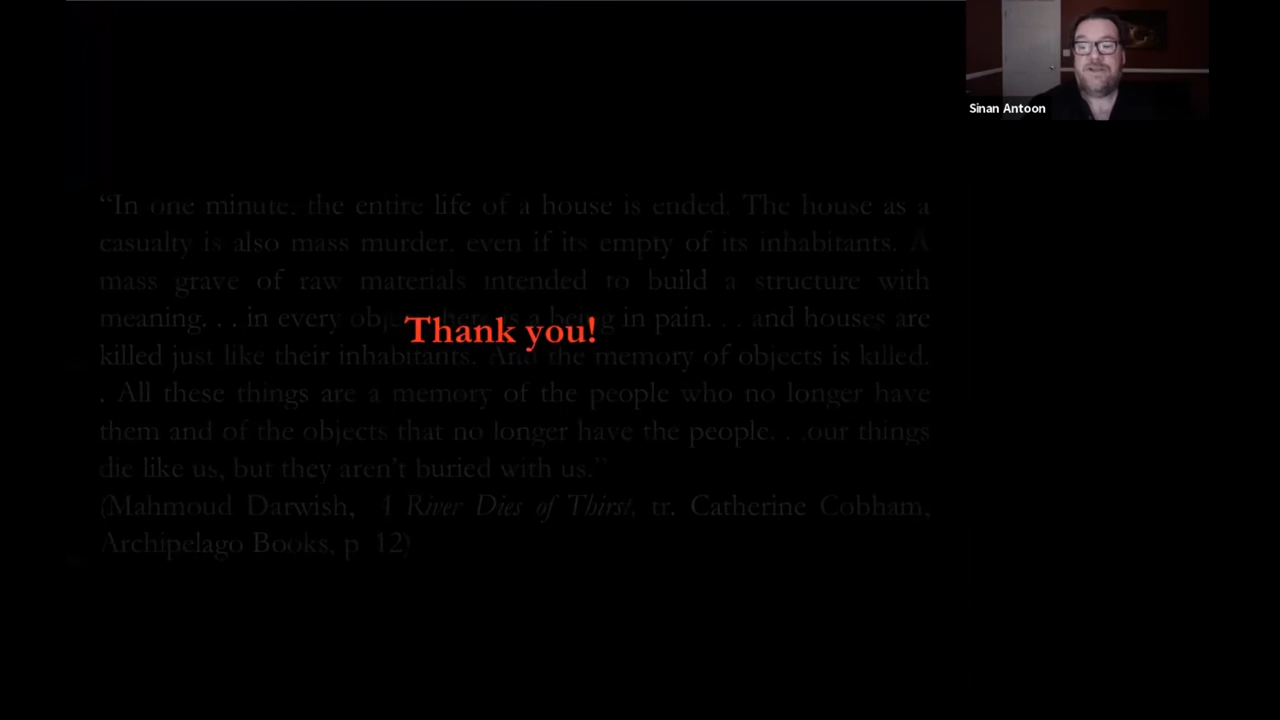 Sinan Antoon
“In one minute, the entire life of a house is ended. The house as a
casualty is also mass murder, even if its empty of its inhabitants. A
mass grave of raw materials intended to build a structure with
meaning. . . in every being in pain. . . and houses are
killed just like their inhabitants. And the memory of objects is killed.
. All these things are a memory of the people who no longer have
them and of the objects that no longer have the people. . .our things
die like us, but they aren’t buried with us.”
(Mahmoud Darwish, A River Dies of Thirst, tr. Catherine Cobham,
Archipelago Books, p 12)
Thank you!